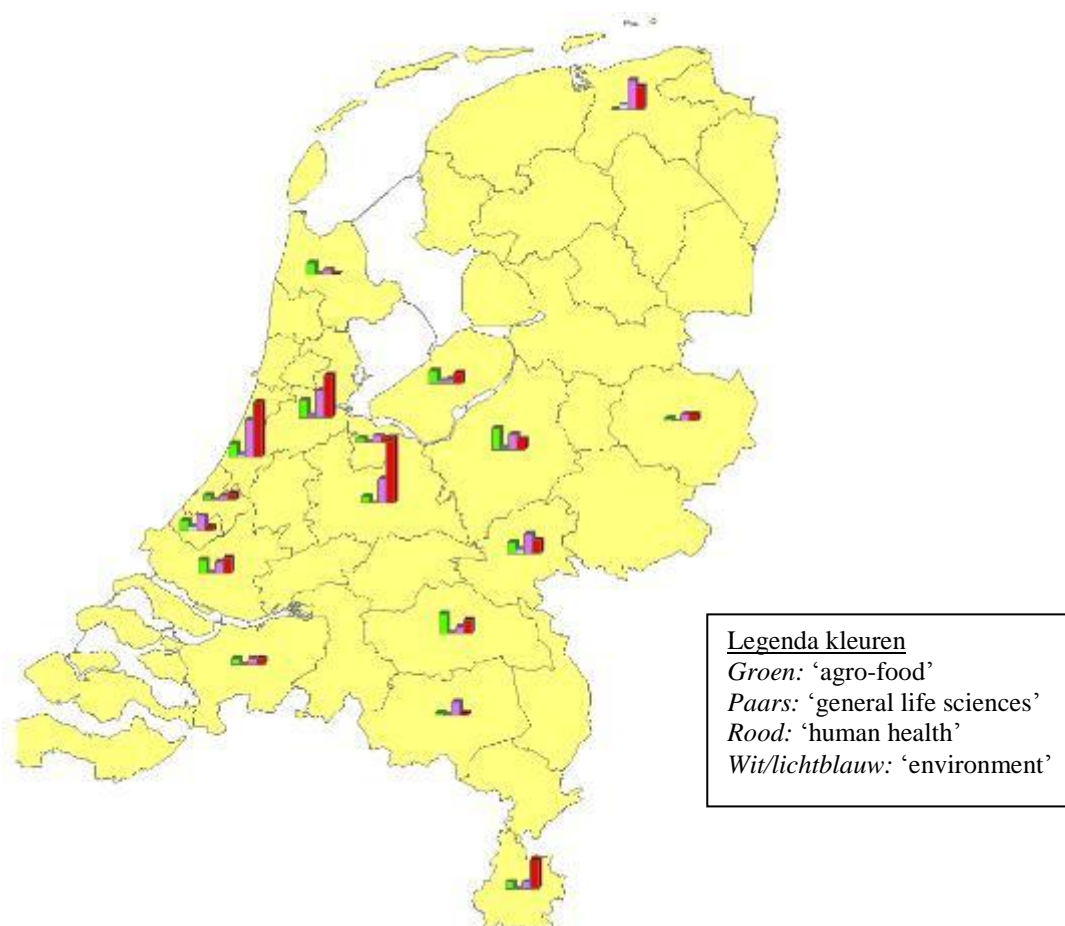 Legenda kleuren
Groen: ‘agro-food’
Paars: ‘general life sciences’
Rood: ‘human health’
Wit/lichtblauw: ‘environment’